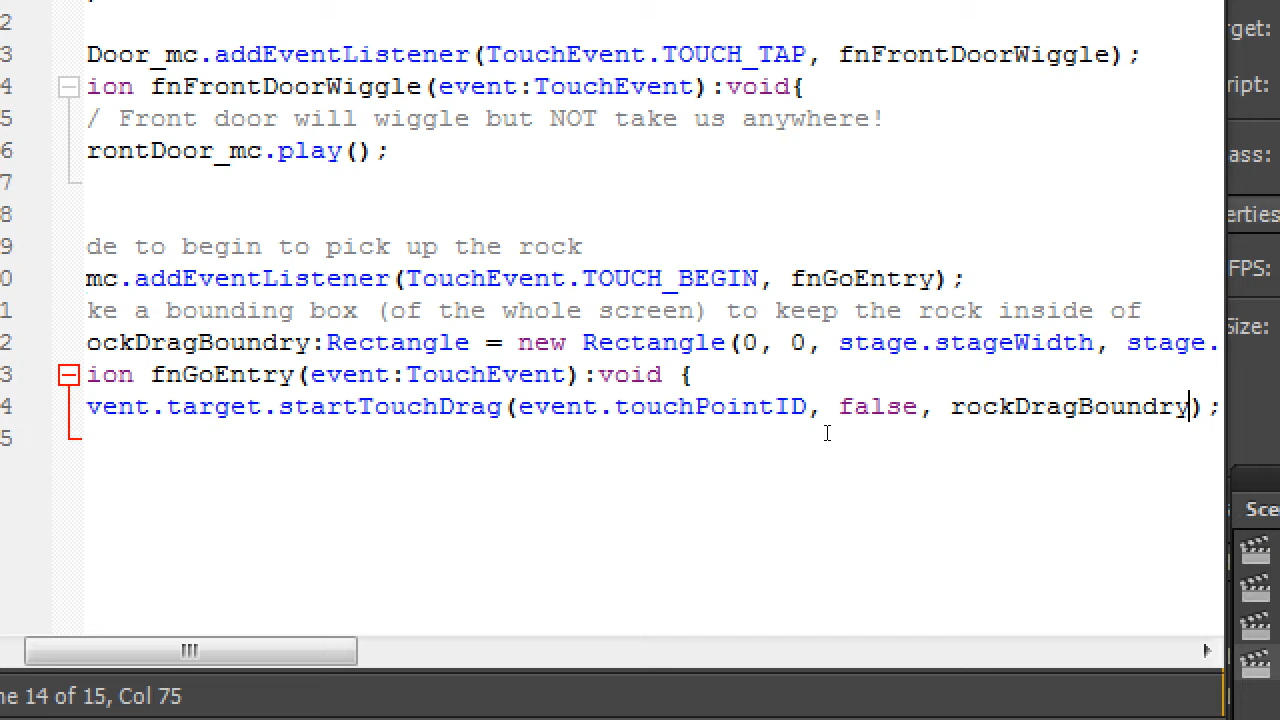 2
3 Door_mc.addEventListener(TouchEvent.TOUCH_TAP, fnFrontDoorWiggle);
4 ion fnFrontDoorWiggle(event:TouchEvent):void{
5 / Front door will wiggle but NOT take us anywhere!
6 rontDoor_mc.play();
7
8
9 de to begin to pick up the rock
0 mc.addEventListener(TouchEvent.TOUCH_BEGIN, fnGoEntry);
1 ke a bounding box (of the whole screen) to keep the rock inside of
2 ockDragBoundry:Rectangle = new Rectangle(0, 0, stage.stageWidth, stage.
3 ion fnGoEntry(event:TouchEvent):void {
4 vent.target.startTouchDrag(event.touchPointID, false, rockDragBoundry);
5
ne 14 of 15, Col 75
rget:
ript:
ass:
erties
FPS:
Size:
Sce